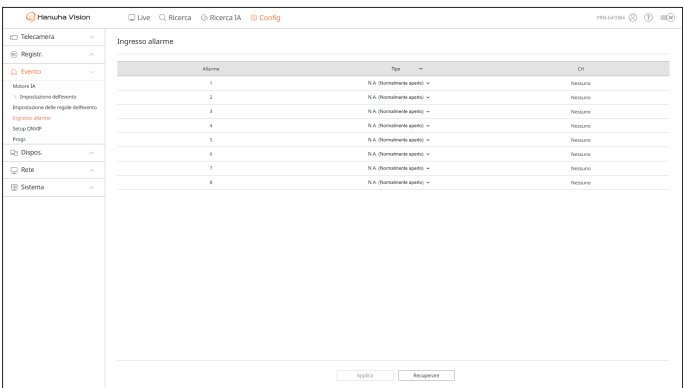 Hanwha Vision
Live Ricerca Ricerca IA Config
PRN-6410B4
Telecamera
Registr.
Evento
Motore IA
Impostazione dell'evento
Impostazione delle regole dell'evento
Ingresso allarme
Setup ONVIF
Progr.
Dispos.
Rete
Sistema
Ingresso allarme
Allarme Tipo CH
1 N.A. (Normalmente aperto) Nessuno
2 N.A. (Normalmente aperto) Nessuno
3 N.A. (Normalmente aperto) Nessuno
4 N.A. (Normalmente aperto) Nessuno
5 N.A. (Normalmente aperto) Nessuno
6 N.A. (Normalmente aperto) Nessuno
7 N.A. (Normalmente aperto) Nessuno
8 N.A. (Normalmente aperto) Nessuno
Applica Recuperare